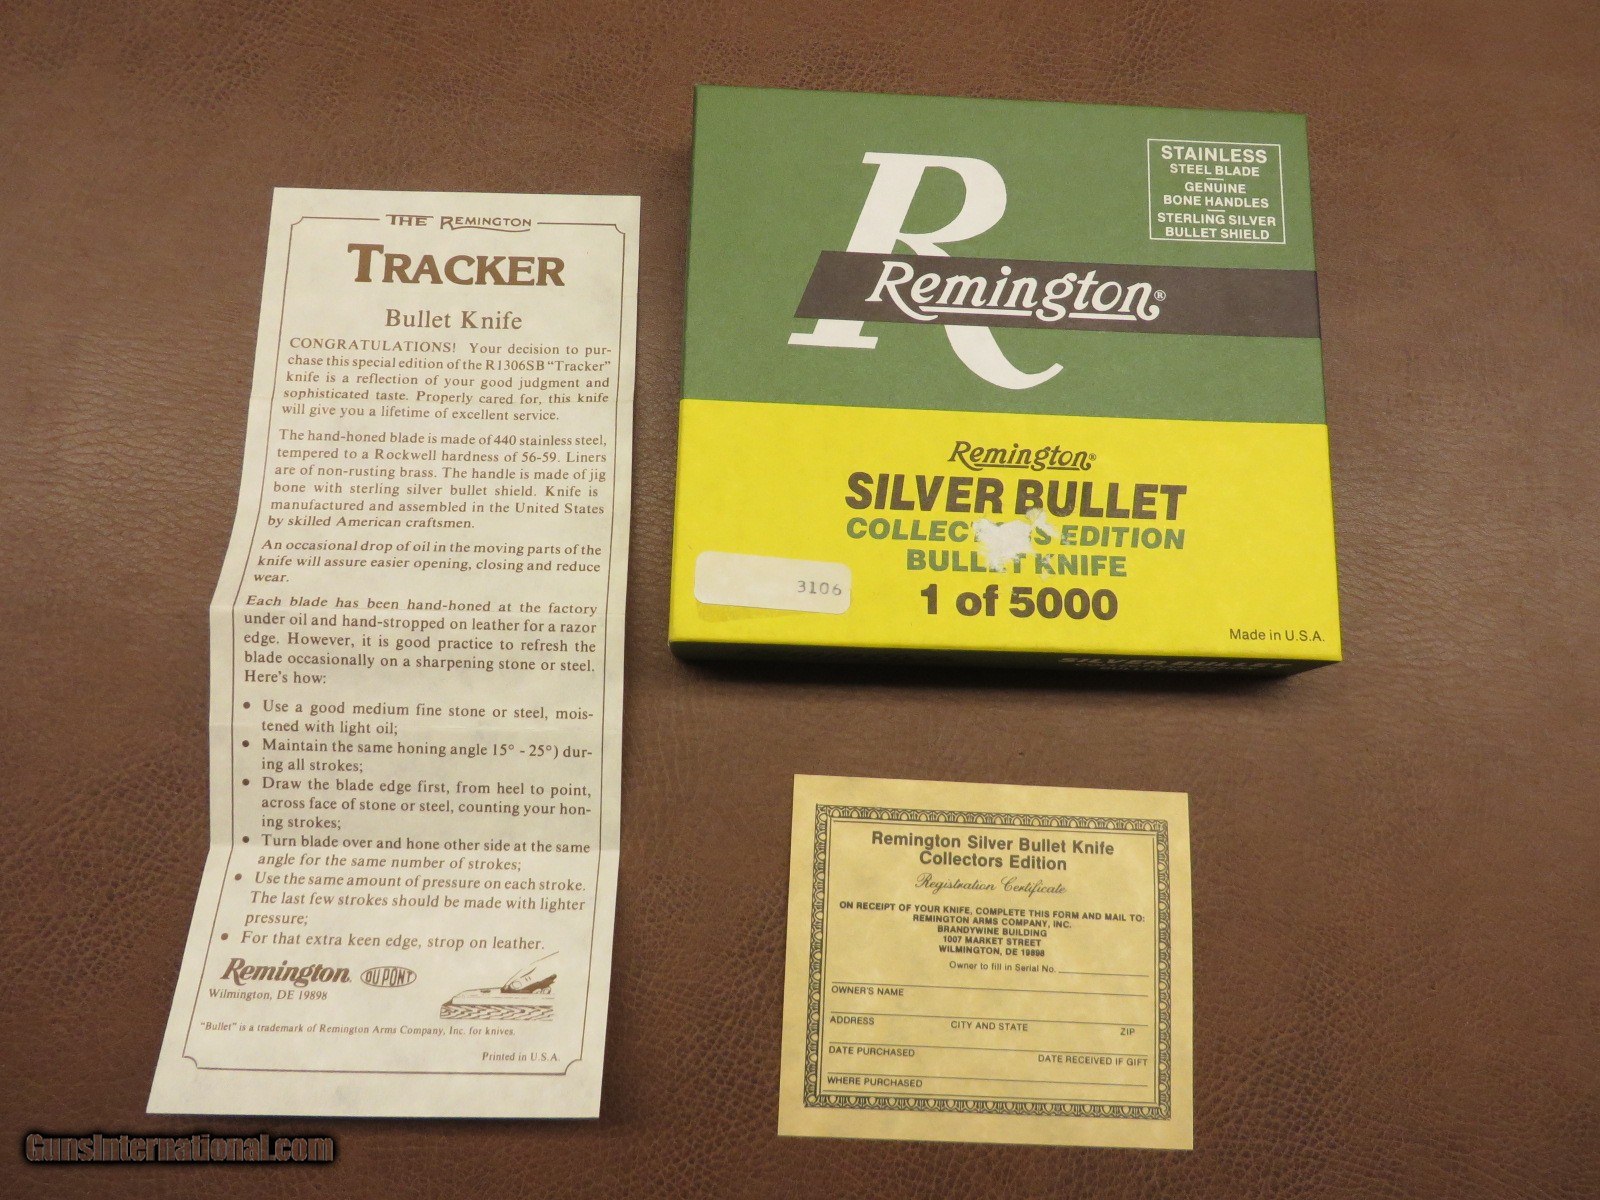 THE REMINGTON
TRACKER
Bullet Knife
CONGRATULATIONS! Your decision to pur-
chase this special edition of the R1306SB "Tracker"
knife is a reflection of your good judgment and
sophisticated taste. Properly cared for, this knife
will give you a lifetime of excellent service.
The hand-honed blade is made of 440 stainless steel,
tempered to a Rockwell hardness of 56-59. Liners
are of non-rusting brass. The handle is made of jig
bone with sterling silver bullet shield. Knife is
manufactured and assembled in the United States
by skilled American craftsmen.
An occasional drop of oil in the moving parts of the
knife will assure easier opening, closing and reduce
wear.
Each blade has been hand-honed at the factory
under oil and hand-stropped on leather for a razor
edge. However, it is good practice to refresh the
blade occasionally on a sharpening stone or steel.
Here's how:
• Use a good medium fine stone or steel, mois-
tened with light oil;
• Maintain the same honing angle 15° - 25°) dur-
ing all strokes;
• Draw the blade edge first, from heel to point,
across face of stone or steel, counting your hon-
ing strokes;
• Turn blade over and hone other side at the same
angle for the same number of strokes;
• Use the same amount of pressure on each stroke.
The last few strokes should be made with lighter
pressure;
• For that extra keen edge, strop on leather.
Remington. DU PONT
Wilmington, DE 19898
"Bullet" is a trademark of Remington Arms Company, Inc. for knives.
Printed in U.S.A.
R
Remington®
STAINLESS
STEEL BLADE
GENUINE
BONE HANDLES
STERLING SILVER
BULLET SHIELD
Remington®
SILVER BULLET
EDITION
KNIFE
1 of 5000
3106
Made in U.S.A.
SILVER BULLET
Remington Silver Bullet Knife
Collectors Edition
Registration Certificate
ON RECEIPT OF YOUR KNIFE, COMPLETE THIS FORM AND MAIL TO:
REMINGTON ARMS COMPANY, INC.
BRANDYWINE BUILDING
1007 MARKET STREET
WILMINGTON, DE 19898
Owner to fill in Serial No.
OWNER'S NAME
ADDRESS CITY AND STATE ZIP
DATE PURCHASED DATE RECEIVED IF GIFT
WHERE PURCHASED
GunsInternational.com